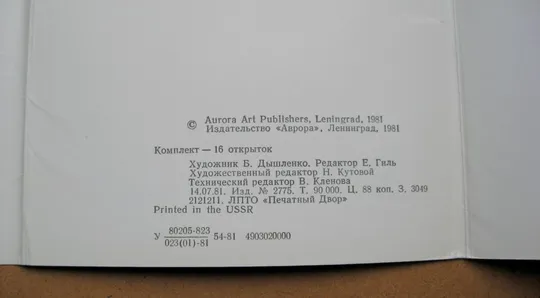 © Aurora Art Publishers, Leningrad, 1981
Издательство «Аврора», Ленинград, 1981
Комплект — 16 открыток
Художник Б. Дышленко. Редактор Е. Гиль
Художественный редактор Н. Кутовой
Технический редактор В. Кленова
14.07.81. Изд. № 2775. Т. 90 000. Ц. 88 коп. З. 3049
2121211. ЛПТО «Печатный Двор»
Printed in the USSR
У 80205-823 54-81 4903020000
023(01)-81